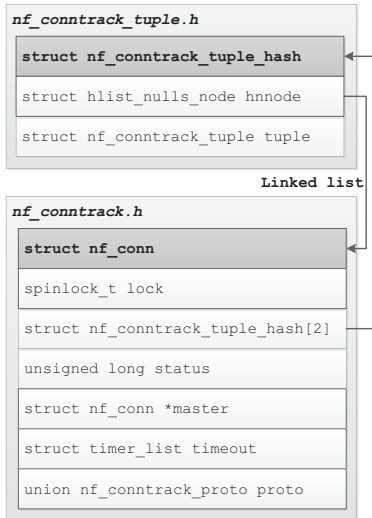 nf_conntrack_tuple.h
struct nf_conntrack_tuple_hash
struct hlist_nulls_node hnnode
struct nf_conntrack_tuple tuple
Linked list
nf_conntrack.h
struct nf_conn
spinlock_t lock
struct nf_conntrack_tuple_hash[2]
unsigned long status
struct nf_conn *master
struct timer_list timeout
union nf_conntrack_proto proto